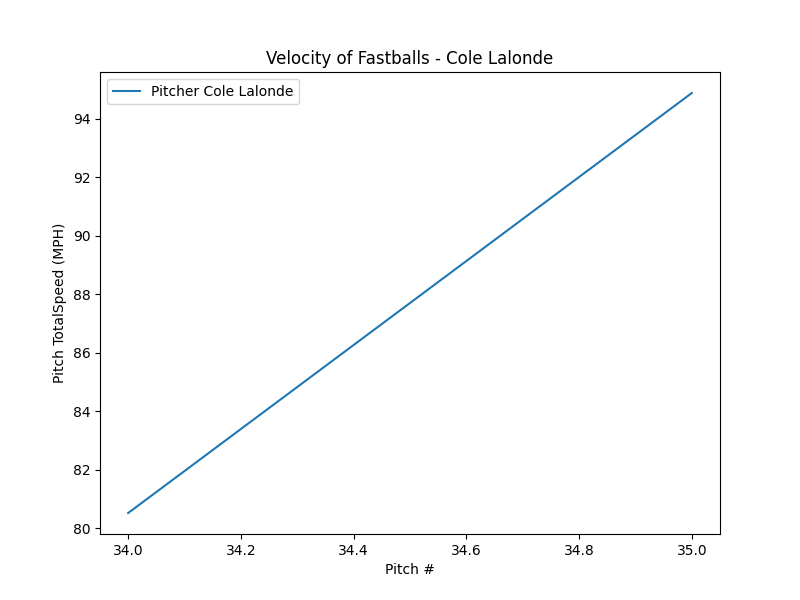 Velocity of Fastballs - Cole Lalonde
Pitcher Cole Lalonde
94
92
90
88
86
84
82
80
Pitch TotalSpeed (MPH)
34.0 34.2 34.4 34.6 34.8 35.0
Pitch #